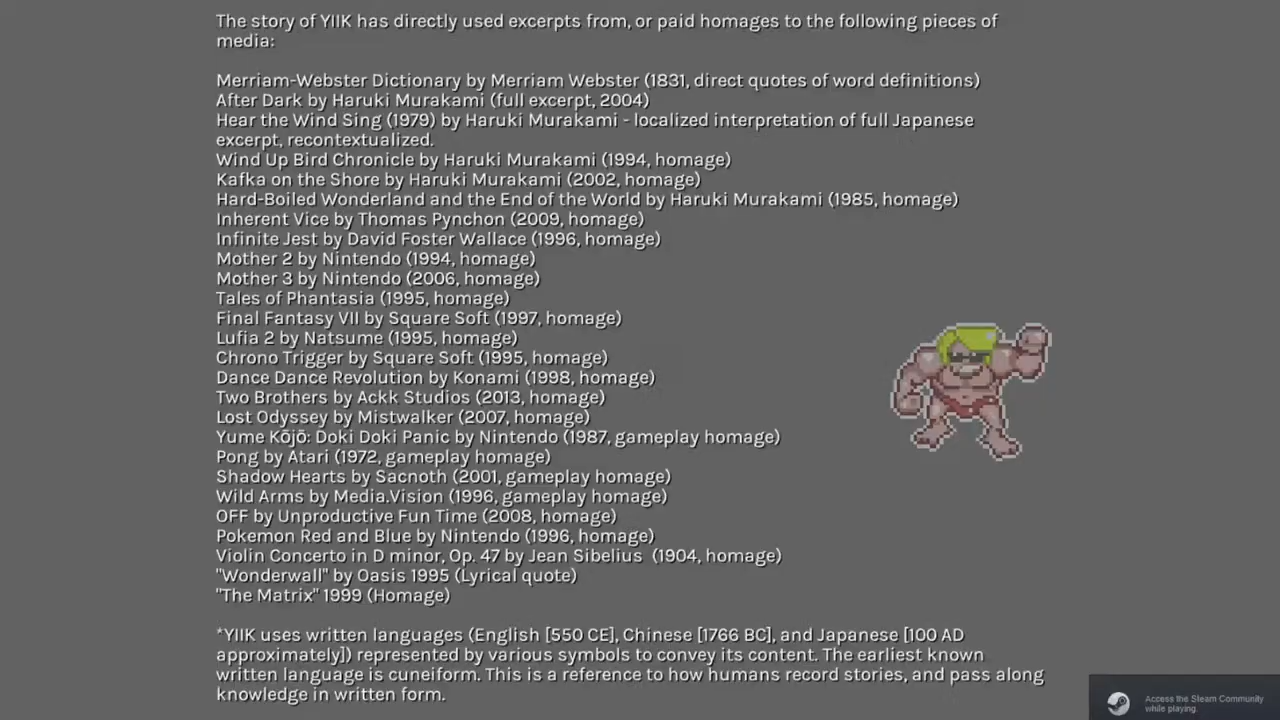 The story of YIIK has directly used excerpts from, or paid homages to the following pieces of
media:
Merriam-Webster Dictionary by Merriam Webster (1831, direct quotes of word definitions)
After Dark by Haruki Murakami (full excerpt, 2004)
Hear the Wind Sing (1979) by Haruki Murakami - localized interpretation of full Japanese
excerpt, recontextualized.
Wind Up Bird Chronicle by Haruki Murakami (1994, homage)
Kafka on the Shore by Haruki Murakami (2002, homage)
Hard-Boiled Wonderland and the End of the World by Haruki Murakami (1985, homage)
Inherent Vice by Thomas Pynchon (2009, homage)
Infinite Jest by David Foster Wallace (1996, homage)
Mother 2 by Nintendo (1994, homage)
Mother 3 by Nintendo (2006, homage)
Tales of Phantasia (1995, homage)
Final Fantasy VII by Square Soft (1997, homage)
Lufia 2 by Natsume (1995, homage)
Chrono Trigger by Square Soft (1995, homage)
Dance Dance Revolution by Konami (1998, homage)
Two Brothers by Ackk Studios (2013, homage)
Lost Odyssey by Mistwalker (2007, homage)
Yume Kōjō: Doki Doki Panic by Nintendo (1987, gameplay homage)
Pong by Atari (1972, gameplay homage)
Shadow Hearts by Sacnoth (2001, gameplay homage)
Wild Arms by Media.Vision (1996, gameplay homage)
OFF by Unproductive Fun Time (2008, homage)
Pokemon Red and Blue by Nintendo (1996, homage)
Violin Concerto in D minor, Op. 47 by Jean Sibelius  (1904, homage)
"Wonderwall" by Oasis 1995 (Lyrical quote)
"The Matrix" 1999 (Homage)
*YIIK uses written languages (English [550 CE], Chinese [1766 BC], and Japanese [100 AD
approximately]) represented by various symbols to convey its content. The earliest known
written language is cuneiform. This is a reference to how humans record stories, and pass along
knowledge in written form.
Access the Steam Community
while playing.